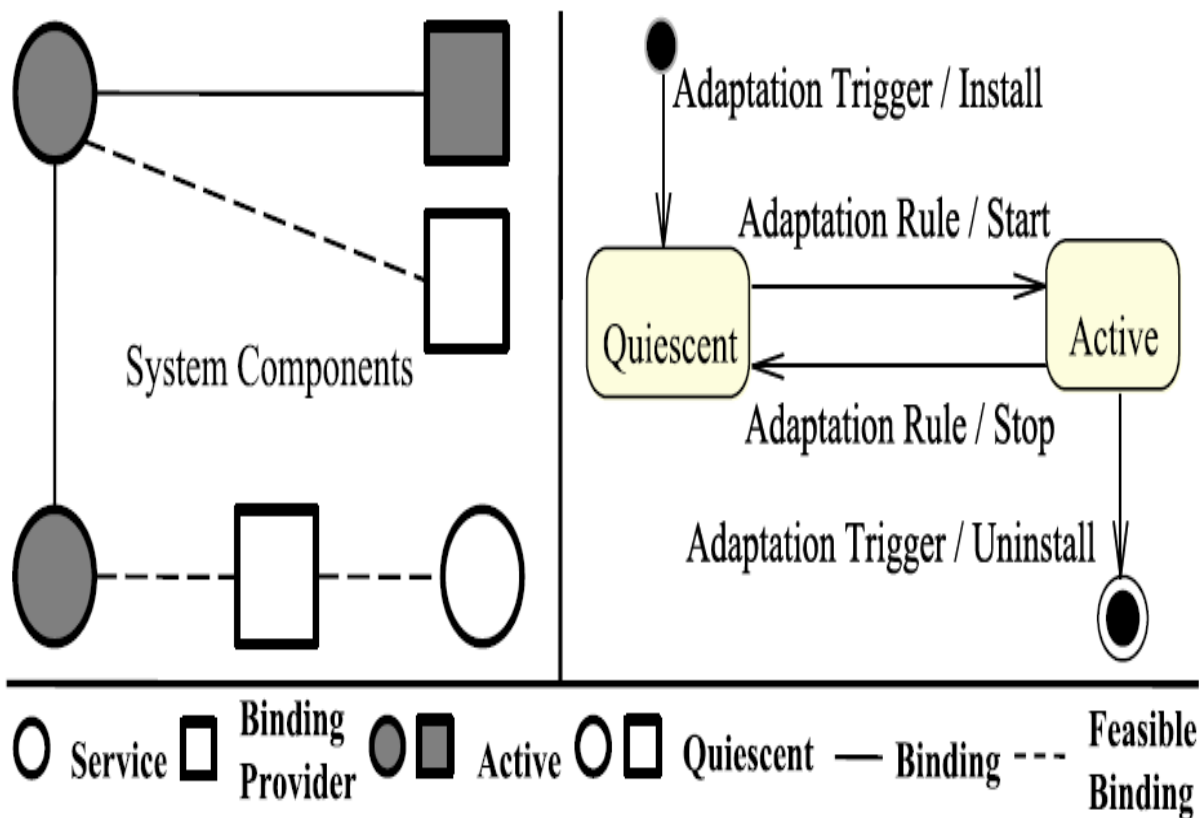 System Components
Adaptation Trigger / Install
Adaptation Rule / Start
Quiescent
Active
Adaptation Rule / Stop
Adaptation Trigger / Uninstall
Service
Binding
Provider
Active
Quiescent
Binding
Feasible
Binding